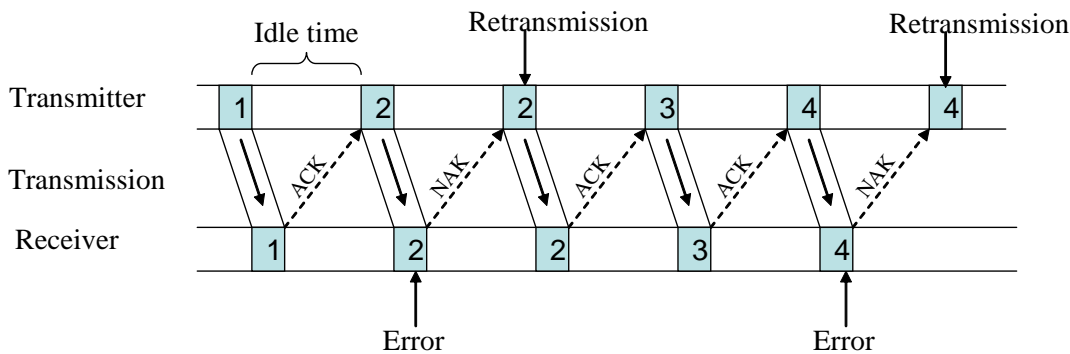 Retransmission
Retransmission
Idle time
Transmitter
1 2 2 3 4 4
ACK NAK ACK ACK NAK
Transmission
Receiver
1 2 2 3 4
Error Error